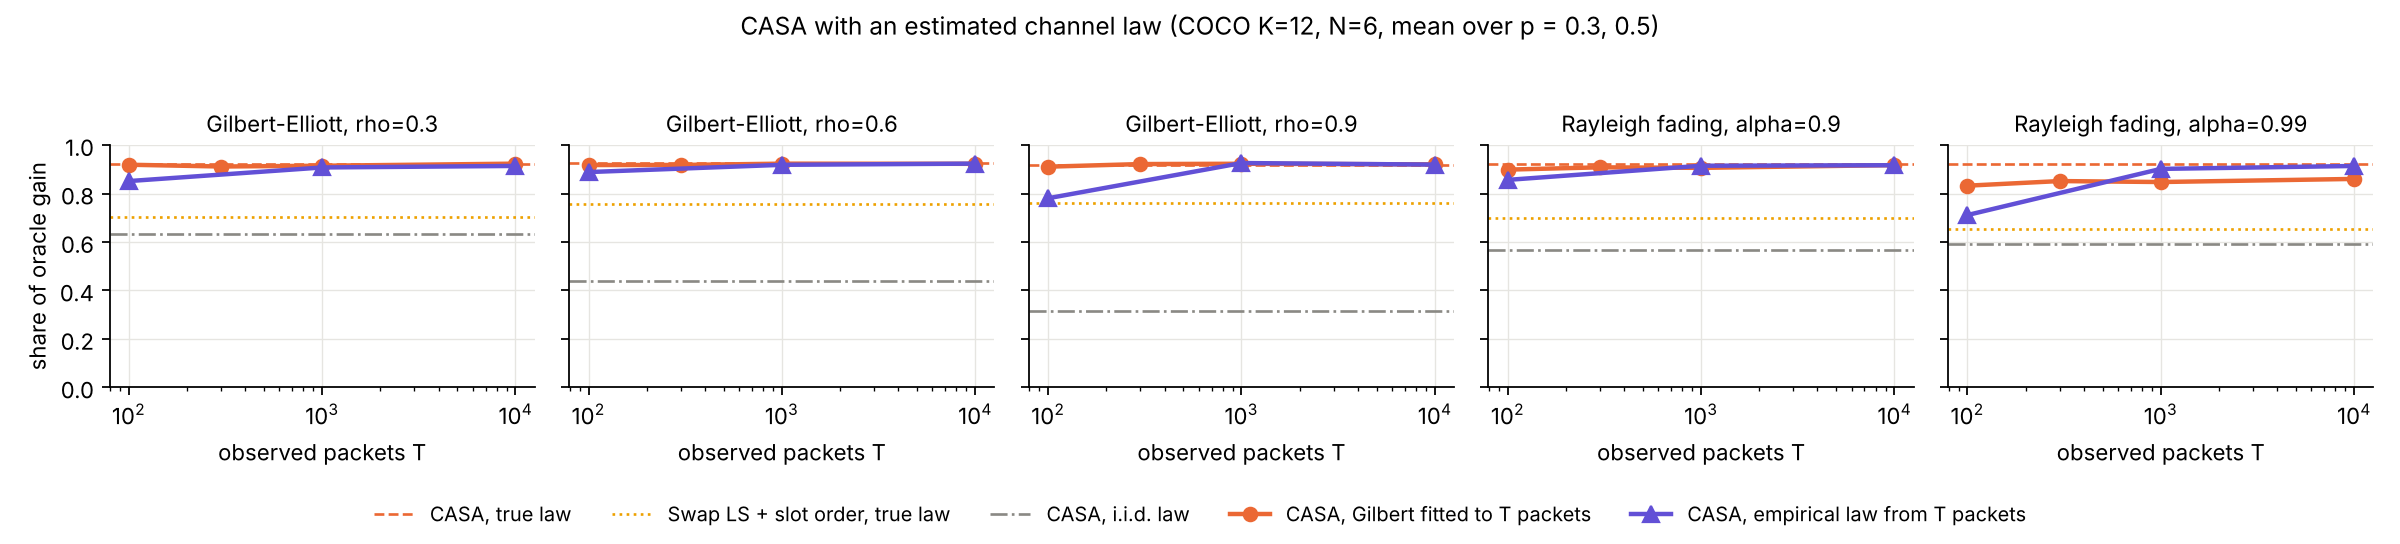 CASA with an estimated channel law (COCO K=12, N=6, mean over p = 0.3, 0.5)
Gilbert-Elliott, rho=0.3
Gilbert-Elliott, rho=0.6
Gilbert-Elliott, rho=0.9
Rayleigh fading, alpha=0.9
Rayleigh fading, alpha=0.99
share of oracle gain
1.0
0.8
0.6
0.4
0.2
0.0
10² 10³ 10⁴
10² 10³ 10⁴
10² 10³ 10⁴
10² 10³ 10⁴
10² 10³ 10⁴
observed packets T
observed packets T
observed packets T
observed packets T
observed packets T
CASA, true law
Swap LS + slot order, true law
CASA, i.i.d. law
CASA, Gilbert fitted to T packets
CASA, empirical law from T packets